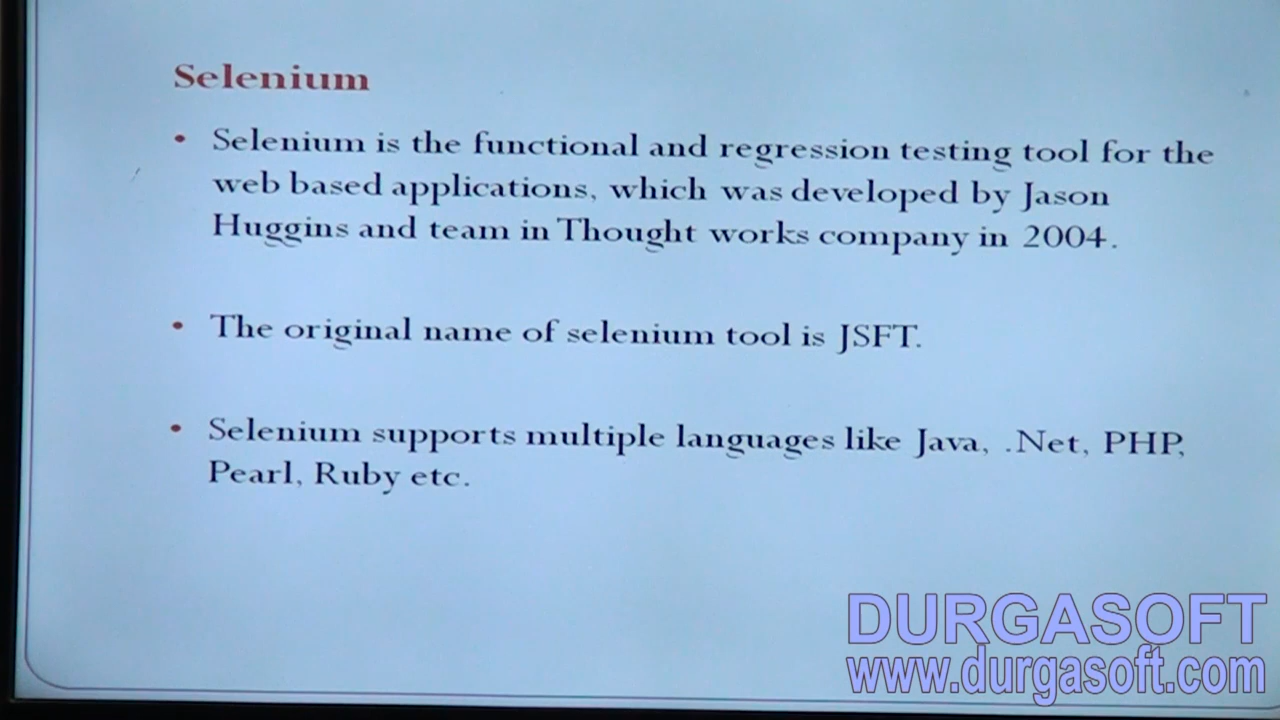 Selenium
• Selenium is the functional and regression testing tool for the
web based applications, which was developed by Jason
Huggins and team in Thought works company in 2004.
• The original name of selenium tool is JSFT.
• Selenium supports multiple languages like Java, .Net, PHP,
Pearl, Ruby etc.
DURGASOFT
www.durgasoft.com